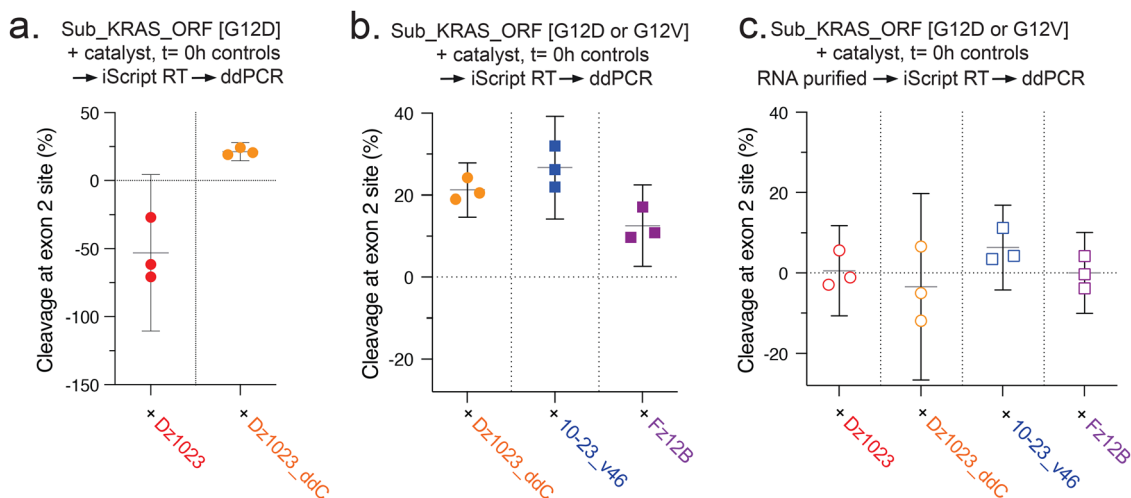 a.
Sub_KRAS_ORF [G12D]
+ catalyst, t= 0h controls
→ iScript RT → ddPCR
Cleavage at exon 2 site (%)
50
0
-50
-100
-150
+ Dz1023
+ Dz1023_ddC
b.
Sub_KRAS_ORF [G12D or G12V]
+ catalyst, t= 0h controls
→ iScript RT → ddPCR
Cleavage at exon 2 site (%)
40
20
0
-20
+ Dz1023_ddC
+ 10-23_v46
+ Fz12B
c.
Sub_KRAS_ORF [G12D or G12V]
+ catalyst, t= 0h controls
RNA purified → iScript RT → ddPCR
Cleavage at exon 2 site (%)
40
20
0
-20
+ Dz1023
+ Dz1023_ddC
+ 10-23_v46
+ Fz12B